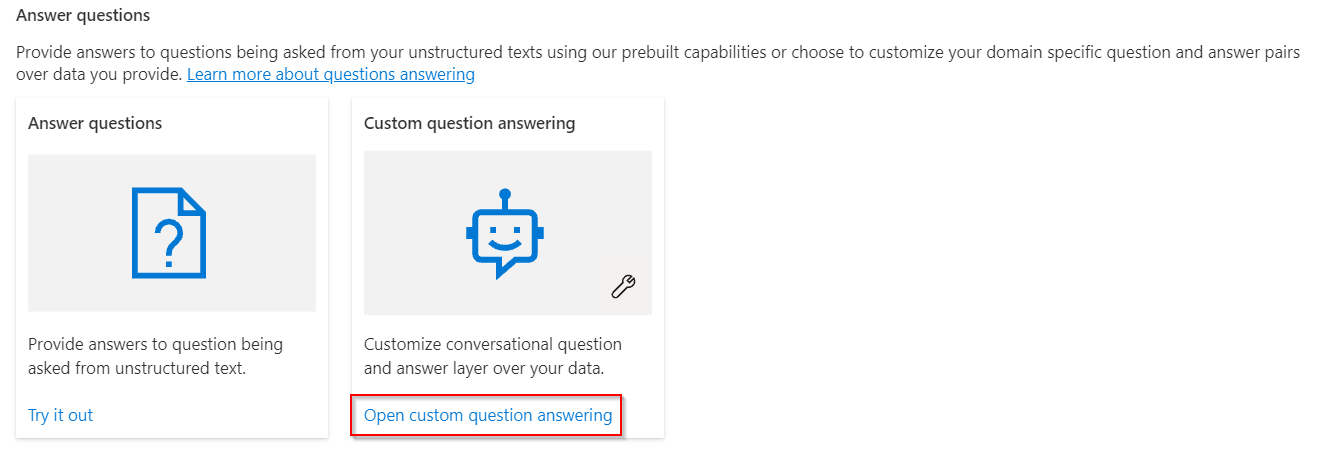 Answer questions
Provide answers to questions being asked from your unstructured texts using our prebuilt capabilities or choose to customize your domain specific question and answer pairs
over data you provide. Learn more about questions answering
Answer questions
?
Provide answers to question being
asked from unstructured text.
Try it out
Custom question answering
Customize conversational question
and answer layer over your data.
Open custom question answering